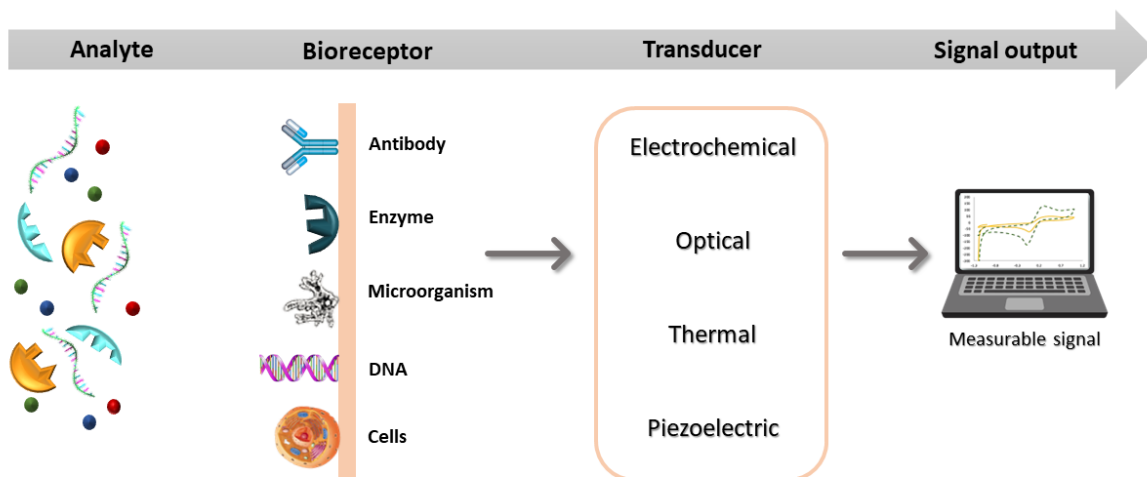 Analyte
Bioreceptor
Transducer
Signal output
Antibody
Enzyme
Microorganism
DNA
Cells
Electrochemical
Optical
Thermal
Piezoelectric
Measurable signal